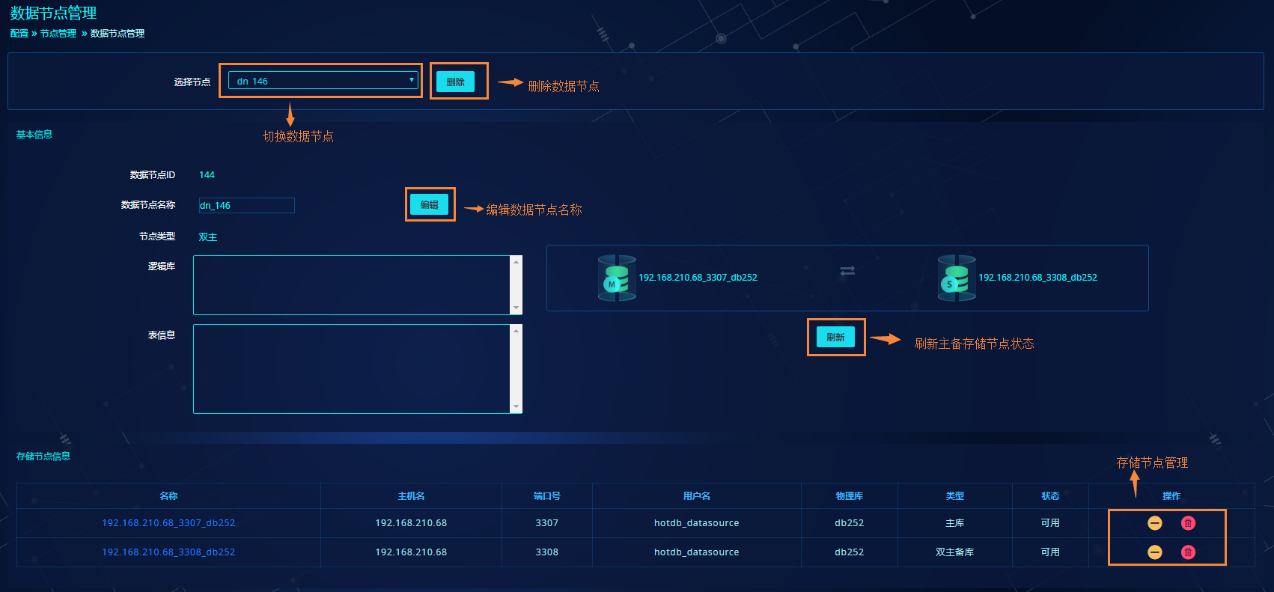 数据节点管理
配置 » 节点管理 » 数据节点管理
选择节点 dn_146 删除 删除数据节点
切换数据节点
基本信息
数据节点ID 144
数据节点名称 dn_146 编辑 编辑数据节点名称
节点类型 双主
逻辑库
M 192.168.210.68_3307_db252 S 192.168.210.68_3308_db252
表信息
刷新 刷新主备存储节点状态
存储节点信息
存储节点管理
名称 主机名 端口号 用户名 物理库 类型 状态 操作
192.168.210.68_3307_db252 192.168.210.68 3307 hotdb_datasource db252 主库 可用
192.168.210.68_3308_db252 192.168.210.68 3308 hotdb_datasource db252 双主备库 可用